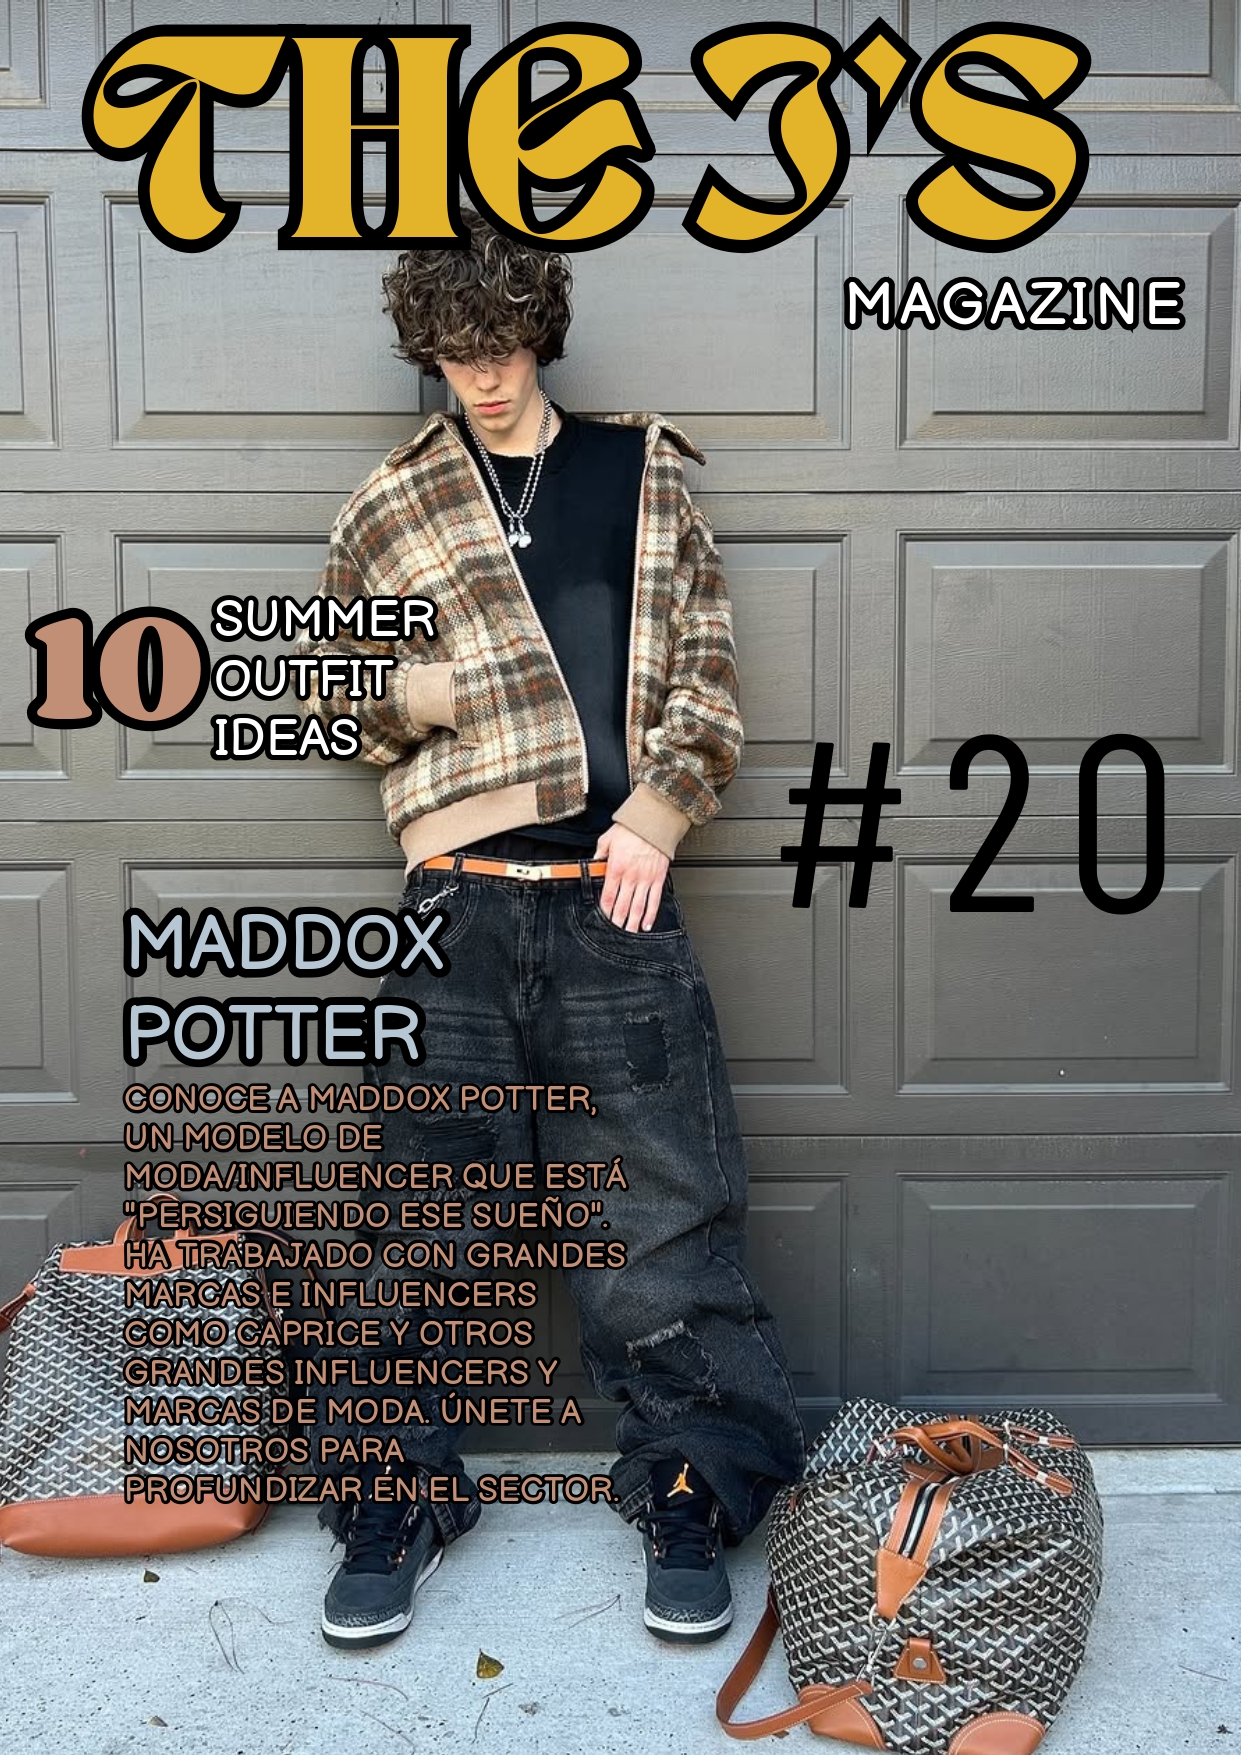 THE J'S
MAGAZINE
10
SUMMER
OUTFIT
IDEAS
#20
MADDOX
POTTER
CONOCE A MADDOX POTTER,
UN MODELO DE
MODA/INFLUENCER QUE ESTÁ
"PERSIGUIENDO ESE SUEÑO".
HA TRABAJADO CON GRANDES
MARCAS E INFLUENCERS
COMO CAPRICE Y OTROS
GRANDES INFLUENCERS Y
MARCAS DE MODA. ÚNETE A
NOSOTROS PARA
PROFUNDIZAR EN EL SECTOR.